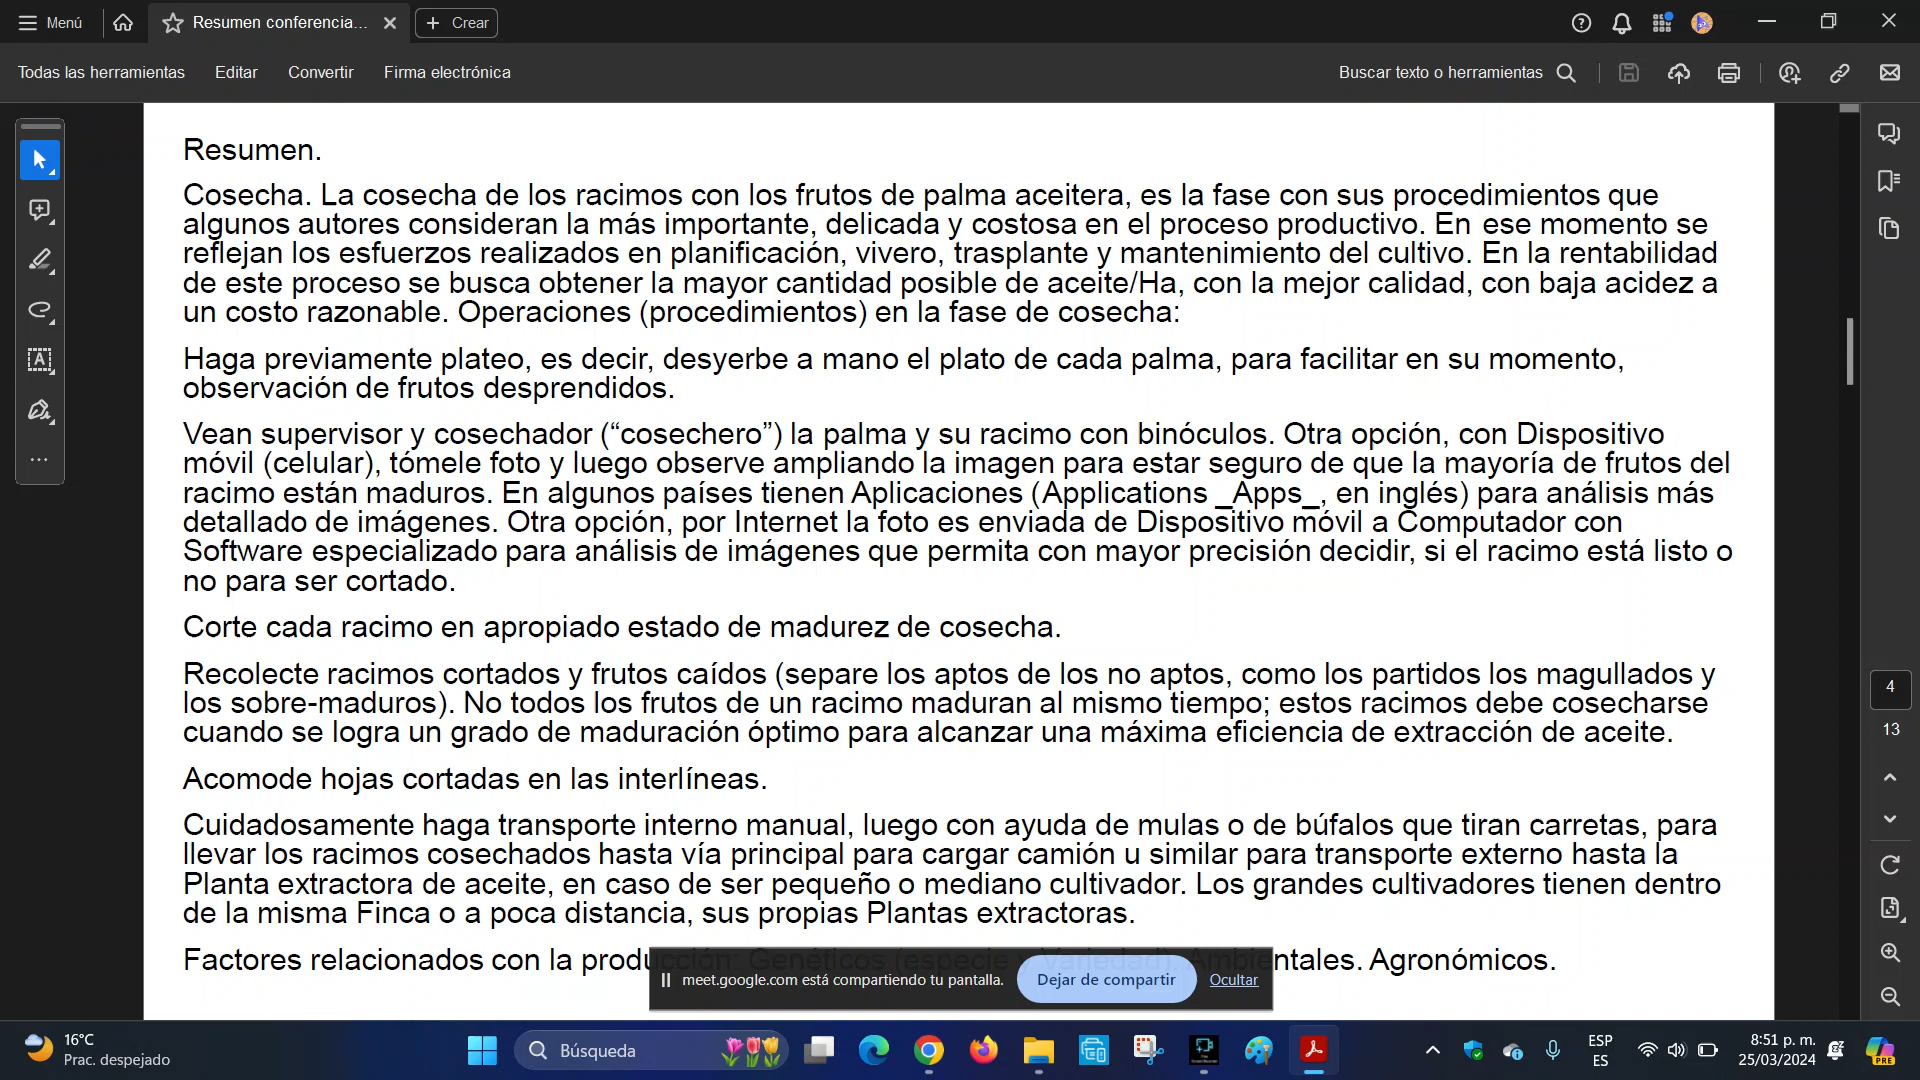 Menú
Resumen conferencia...
Crear
Todas las herramientas
Editar
Convertir
Firma electrónica
Buscar texto o herramientas
Resumen.
Cosecha. La cosecha de los racimos con los frutos de palma aceitera, es la fase con sus procedimientos que
algunos autores consideran la más importante, delicada y costosa en el proceso productivo. En ese momento se
reflejan los esfuerzos realizados en planificación, vivero, trasplante y mantenimiento del cultivo. En la rentabilidad
de este proceso se busca obtener la mayor cantidad posible de aceite/Ha, con la mejor calidad, con baja acidez a
un costo razonable. Operaciones (procedimientos) en la fase de cosecha:
Haga previamente plateo, es decir, desyerbe a mano el plato de cada palma, para facilitar en su momento,
observación de frutos desprendidos.
Vean supervisor y cosechador (“cosechero”) la palma y su racimo con binóculos. Otra opción, con Dispositivo
móvil (celular), tómele foto y luego observe ampliando la imagen para estar seguro de que la mayoría de frutos del
racimo están maduros. En algunos países tienen Aplicaciones (Applications _Apps_, en inglés) para análisis más
detallado de imágenes. Otra opción, por Internet la foto es enviada de Dispositivo móvil a Computador con
Software especializado para análisis de imágenes que permita con mayor precisión decidir, si el racimo está listo o
no para ser cortado.
Corte cada racimo en apropiado estado de madurez de cosecha.
Recolecte racimos cortados y frutos caídos (separe los aptos de los no aptos, como los partidos los magullados y
los sobre-maduros). No todos los frutos de un racimo maduran al mismo tiempo; estos racimos debe cosecharse
cuando se logra un grado de maduración óptimo para alcanzar una máxima eficiencia de extracción de aceite.
Acomode hojas cortadas en las interlíneas.
Cuidadosamente haga transporte interno manual, luego con ayuda de mulas o de búfalos que tiran carretas, para
llevar los racimos cosechados hasta vía principal para cargar camión u similar para transporte externo hasta la
Planta extractora de aceite, en caso de ser pequeño o mediano cultivador. Los grandes cultivadores tienen dentro
de la misma Finca o a poca distancia, sus propias Plantas extractoras.
Factores relacionados con la producción: Genéticos (especie y Variedad). Ambientales. Agronómicos.
meet.google.com está compartiendo tu pantalla.
Dejar de compartir
Ocultar
4
13
16°C
Prac. despejado
Búsqueda
ESP
ES
8:51 p. m.
25/03/2024
PRE